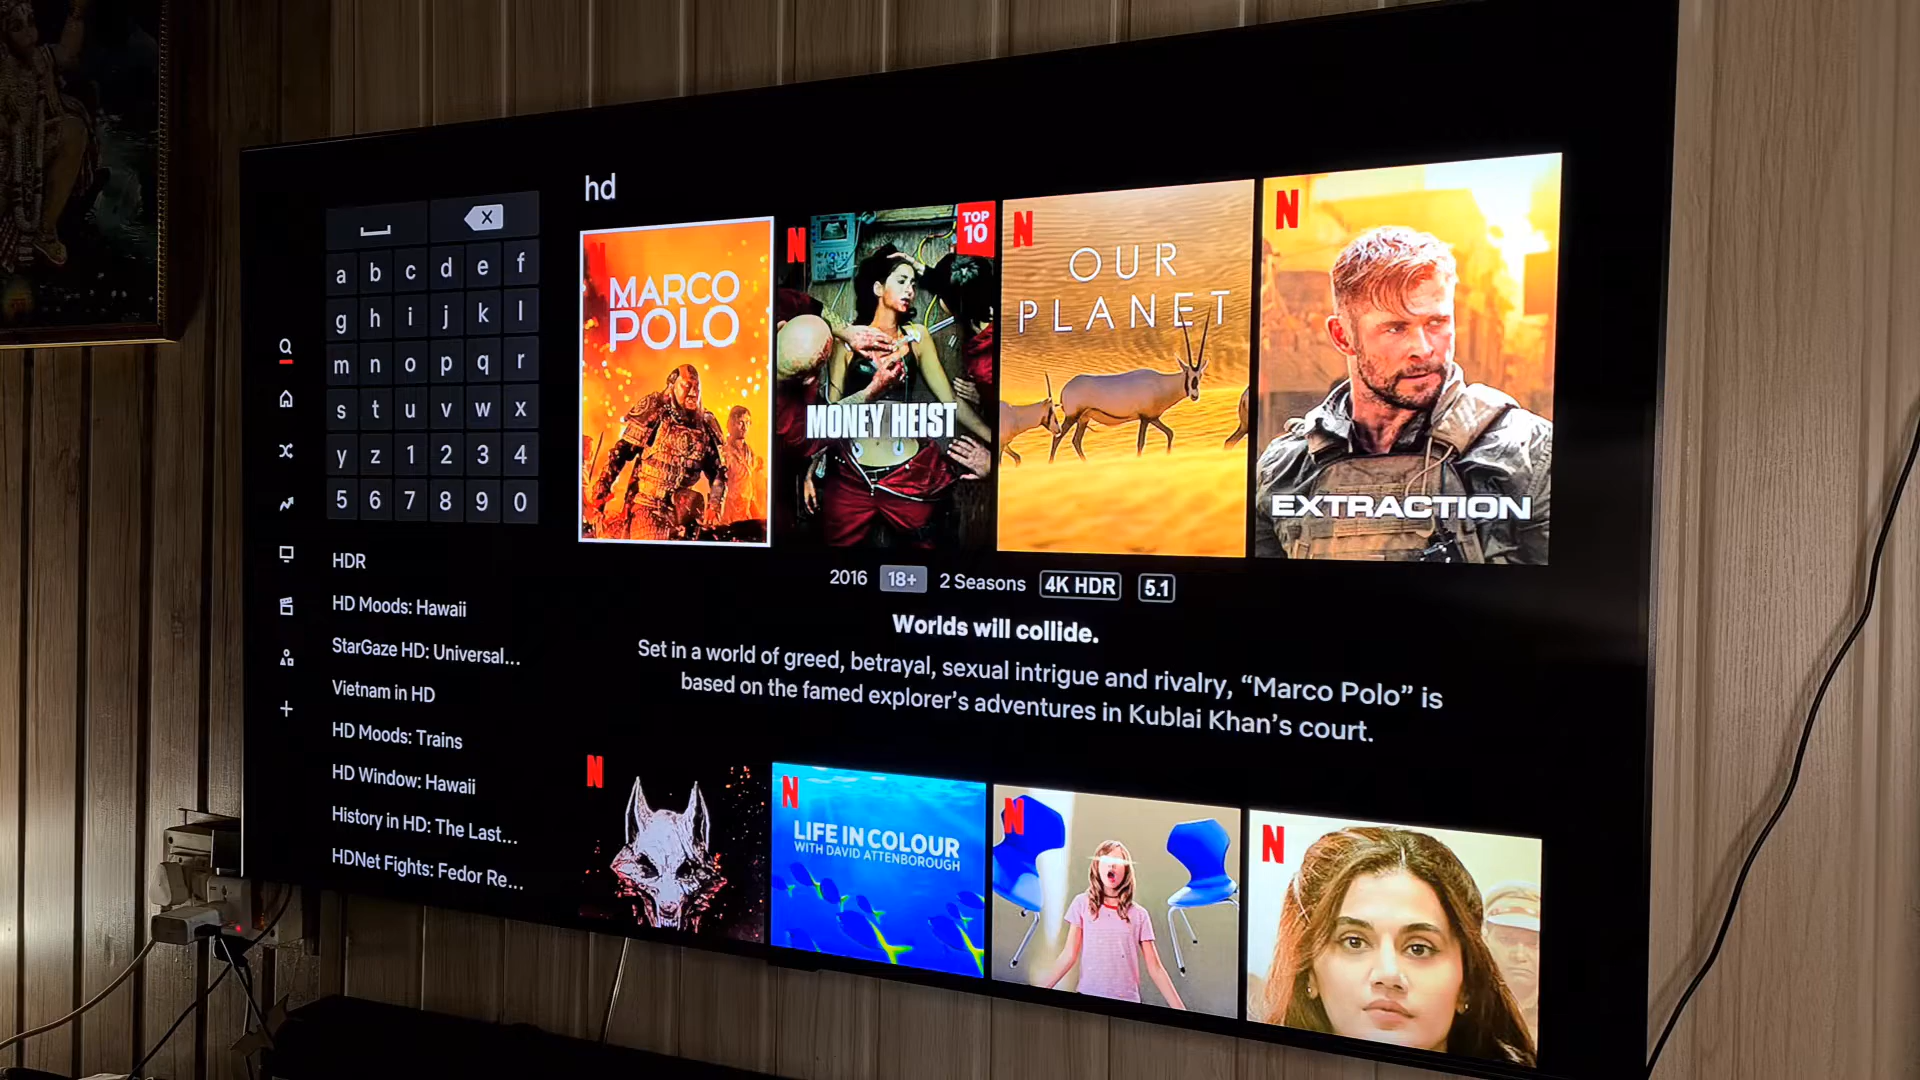 hd
a b c d e f
g h i j k l
m n o p q r
s t u v w x
y z 1 2 3 4
5 6 7 8 9 0
HDR
HD Moods: Hawaii
StarGaze HD: Universal...
Vietnam in HD
HD Moods: Trains
HD Window: Hawaii
History in HD: The Last...
HDNet Fights: Fedor Re...
N
MARCO
POLO
N
TOP
10
MONEY HEIST
N
OUR
PLANET
N
EXTRACTION
2016 18+ 2 Seasons 4K HDR 5.1
Worlds will collide.
Set in a world of greed, betrayal, sexual intrigue and rivalry, “Marco Polo” is
based on the famed explorer’s adventures in Kublai Khan’s court.
N
N
LIFE IN COLOUR
WITH DAVID ATTENBOROUGH
N
N